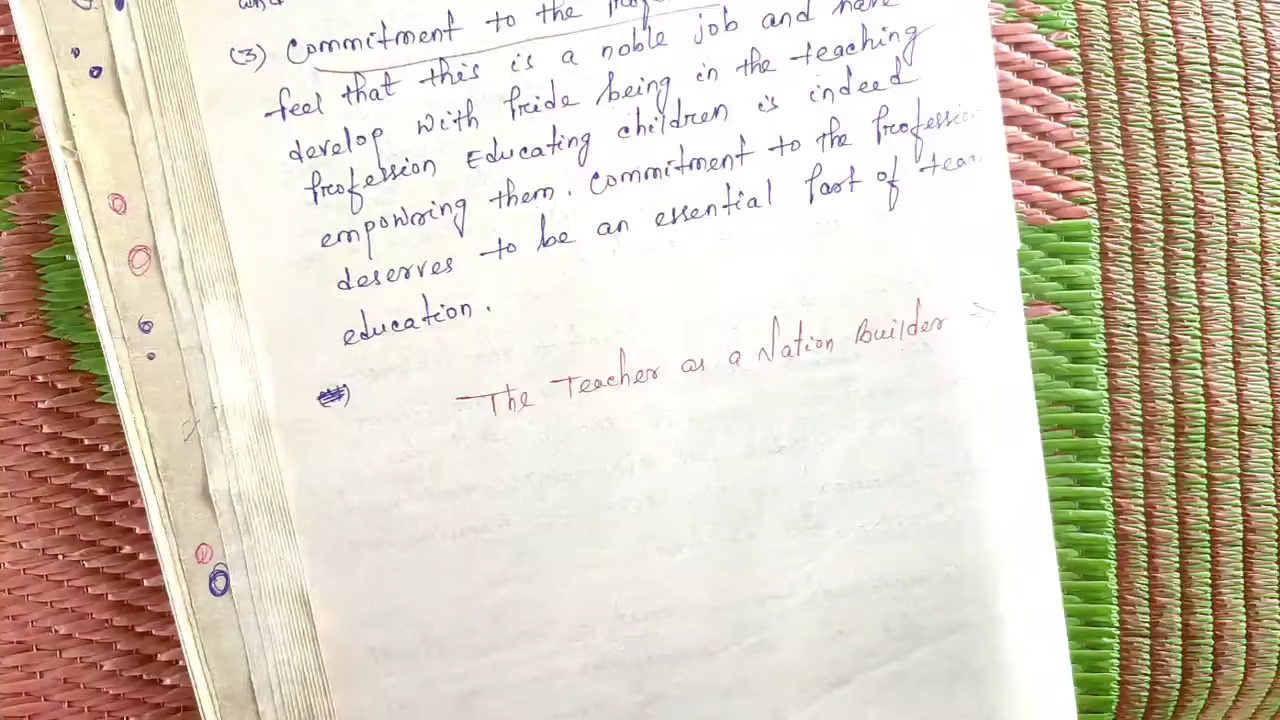 (3) Commitment to the
feel that this is a noble job and have
develop with Pride being in the teaching
Profession Educating children is indeed
empowring them. Commitment to the
deserves to be an essential Part of
education.
The Teacher as a Nation Builder →